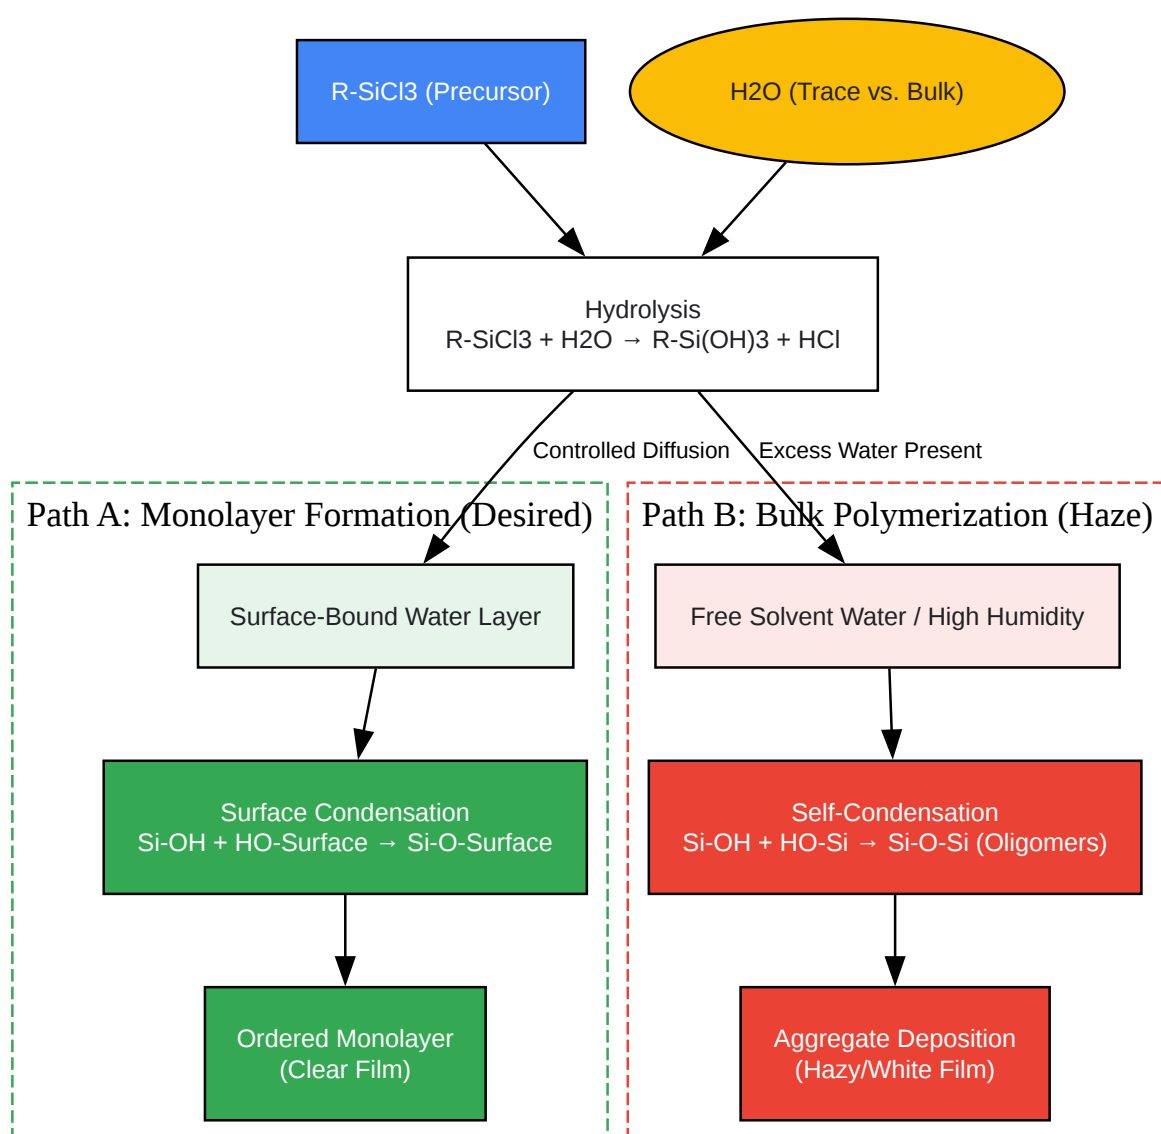 R-SiCl3 (Precursor)
H2O (Trace vs. Bulk)
Hydrolysis
R-SiCl3 + H2O → R-Si(OH)3 + HCl
Controlled Diffusion
Excess Water Present
Path A: Monolayer Formation (Desired)
Path B: Bulk Polymerization (Haze)
Surface-Bound Water Layer
Free Solvent Water / High Humidity
Surface Condensation
Si-OH + HO-Surface → Si-O-Surface
Self-Condensation
Si-OH + HO-Si → Si-O-Si (Oligomers)
Ordered Monolayer
(Clear Film)
Aggregate Deposition
(Hazy/White Film)